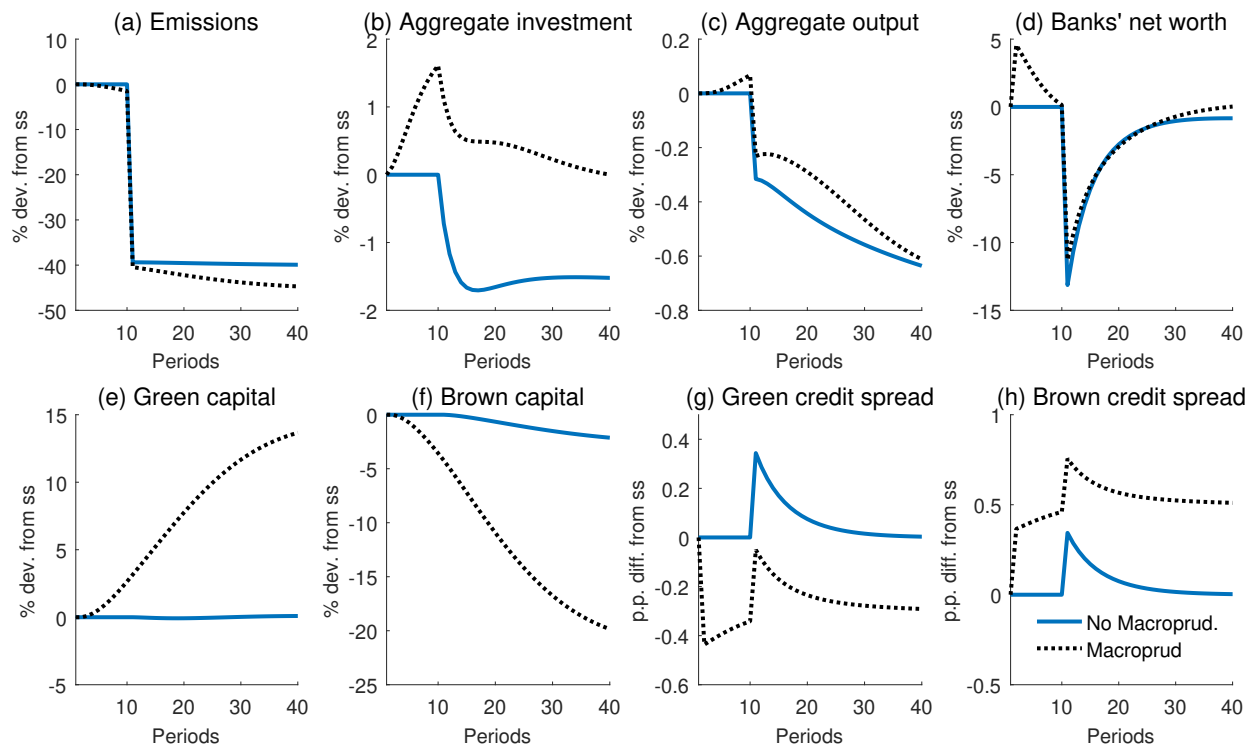 (a) Emissions
10
0
-10
-20
-30
-40
-50
% dev. from ss
10 20 30 40
Periods
(b) Aggregate investment
2
1
0
-1
-2
% dev. from ss
10 20 30 40
Periods
(c) Aggregate output
0.2
0
-0.2
-0.4
-0.6
-0.8
% dev. from ss
10 20 30 40
Periods
(d) Banks' net worth
5
0
-5
-10
-15
% dev. from ss
10 20 30 40
Periods
(e) Green capital
15
10
5
0
-5
% dev. from ss
10 20 30 40
Periods
(f) Brown capital
0
-5
-10
-15
-20
-25
% dev. from ss
10 20 30 40
Periods
(g) Green credit spread
0.4
0.2
0
-0.2
-0.4
-0.6
p.p. diff. from ss
10 20 30 40
Periods
(h) Brown credit spread
1
0.5
0
-0.5
p.p. diff. from ss
No Macroprud.
Macroprud
10 20 30 40
Periods